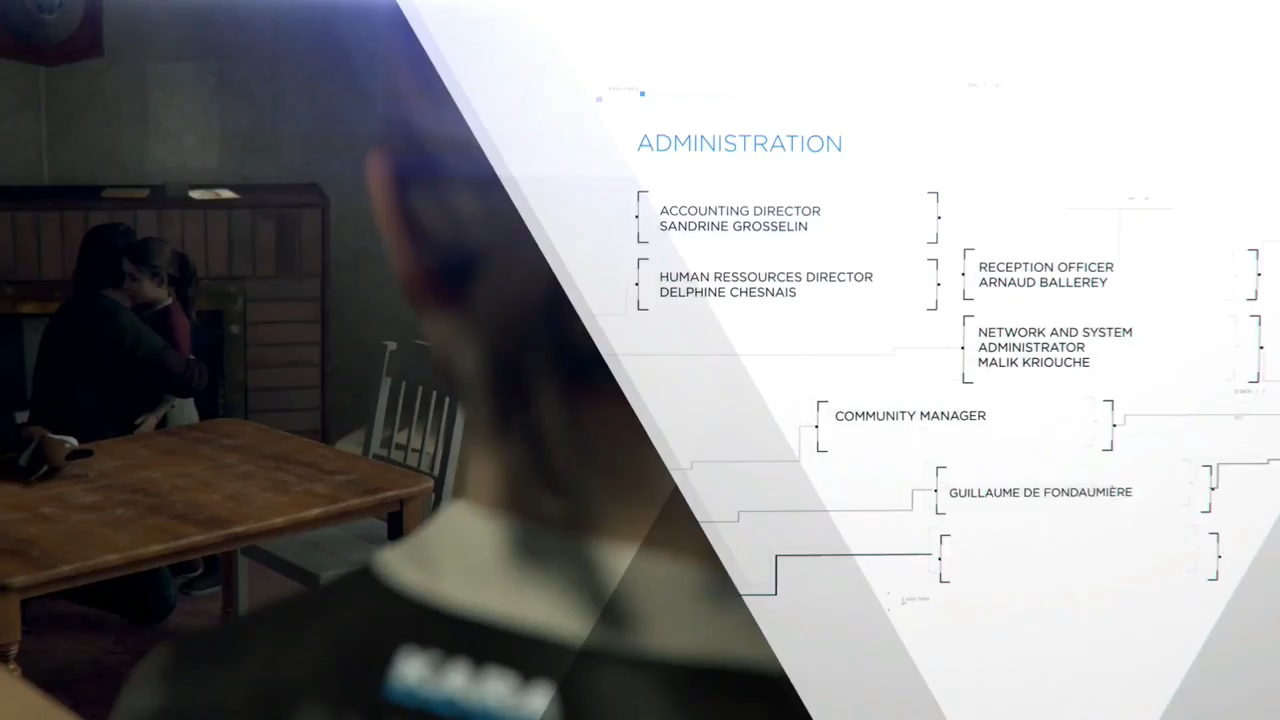 ADMINISTRATION
ACCOUNTING DIRECTOR
SANDRINE GROSSELIN
HUMAN RESSOURCES DIRECTOR
DELPHINE CHESNAIS
RECEPTION OFFICER
ARNAUD BALLEREY
NETWORK AND SYSTEM
ADMINISTRATOR
MALIK KRIOUCHE
COMMUNITY MANAGER
GUILLAUME DE FONDAUMIÈRE
KARA